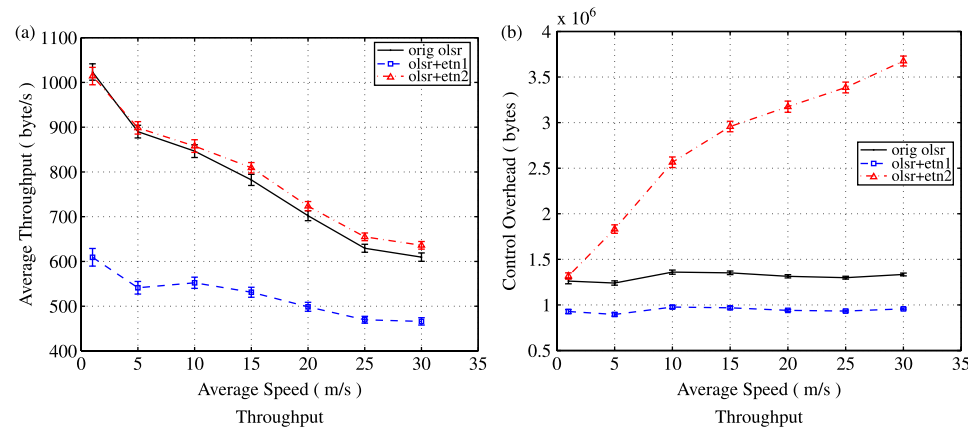 (a)
1100
1000
900
800
700
600
500
400
0 5 10 15 20 25 30 35
Average Throughput ( byte/s )
Average Speed ( m/s )
orig olsr
olsr+etn1
olsr+etn2
Throughput
(b)
x 10^6
4
3.5
3
2.5
2
1.5
1
0.5
0 5 10 15 20 25 30 35
Control Overhead ( bytes )
Average Speed ( m/s )
orig olsr
olsr+etn1
olsr+etn2
Throughput